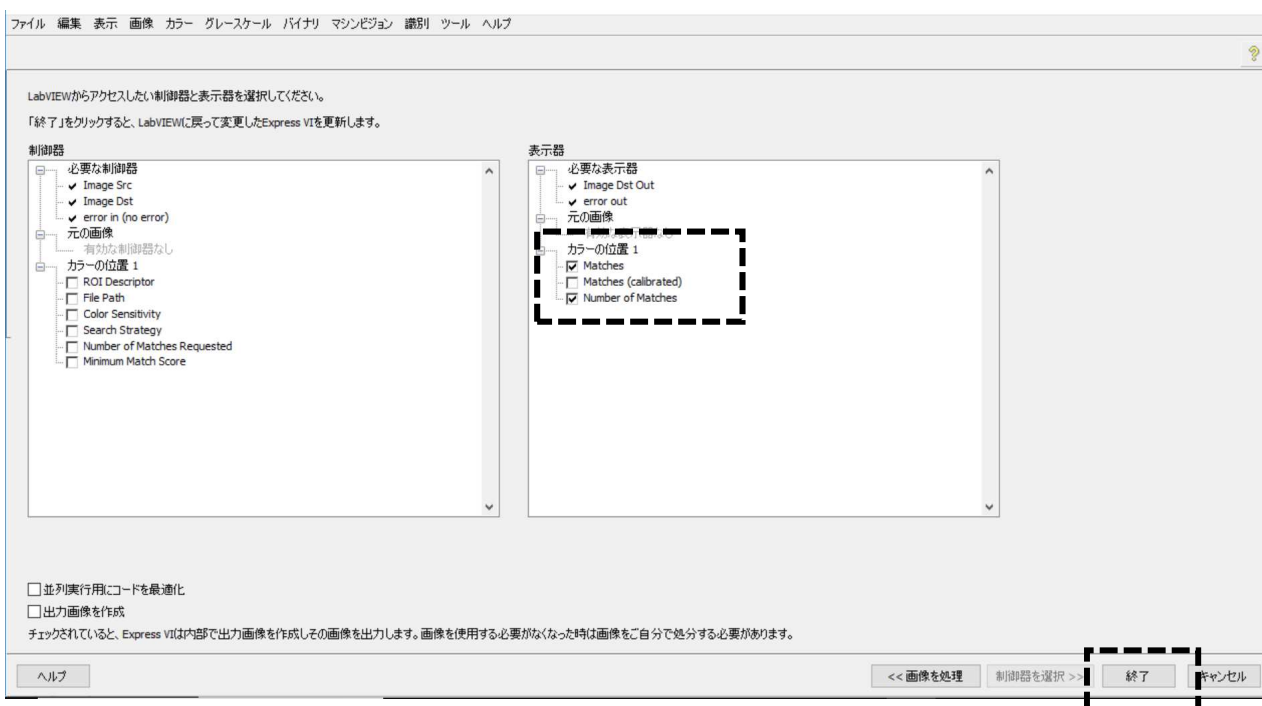 ファイル 編集 表示 画像 カラー グレースケール バイナリ マシンビジョン 識別 ツール ヘルプ
LabVIEWからアクセスしたい制御器と表示器を選択してください。
「終了」をクリックすると、LabVIEWに戻って変更したExpress VIを更新します。
制御器
必要な制御器
Image Src
Image Dst
error in (no error)
元の画像
有効な制御器なし
カラーの位置 1
ROI Descriptor
File Path
Color Sensitivity
Search Strategy
Number of Matches Requested
Minimum Match Score
表示器
必要な表示器
Image Dst Out
error out
元の画像
カラーの位置 1
Matches
Matches (calibrated)
Number of Matches
並列実行用にコードを最適化
出力画像を作成
チェックされていると、Express VIは内部で出力画像を作成しその画像を出力します。画像を使用する必要がなくなった時は画像をご自分で処分する必要があります。
ヘルプ
<< 画像を処理 制御器を選択 >> 終了 キャンセル